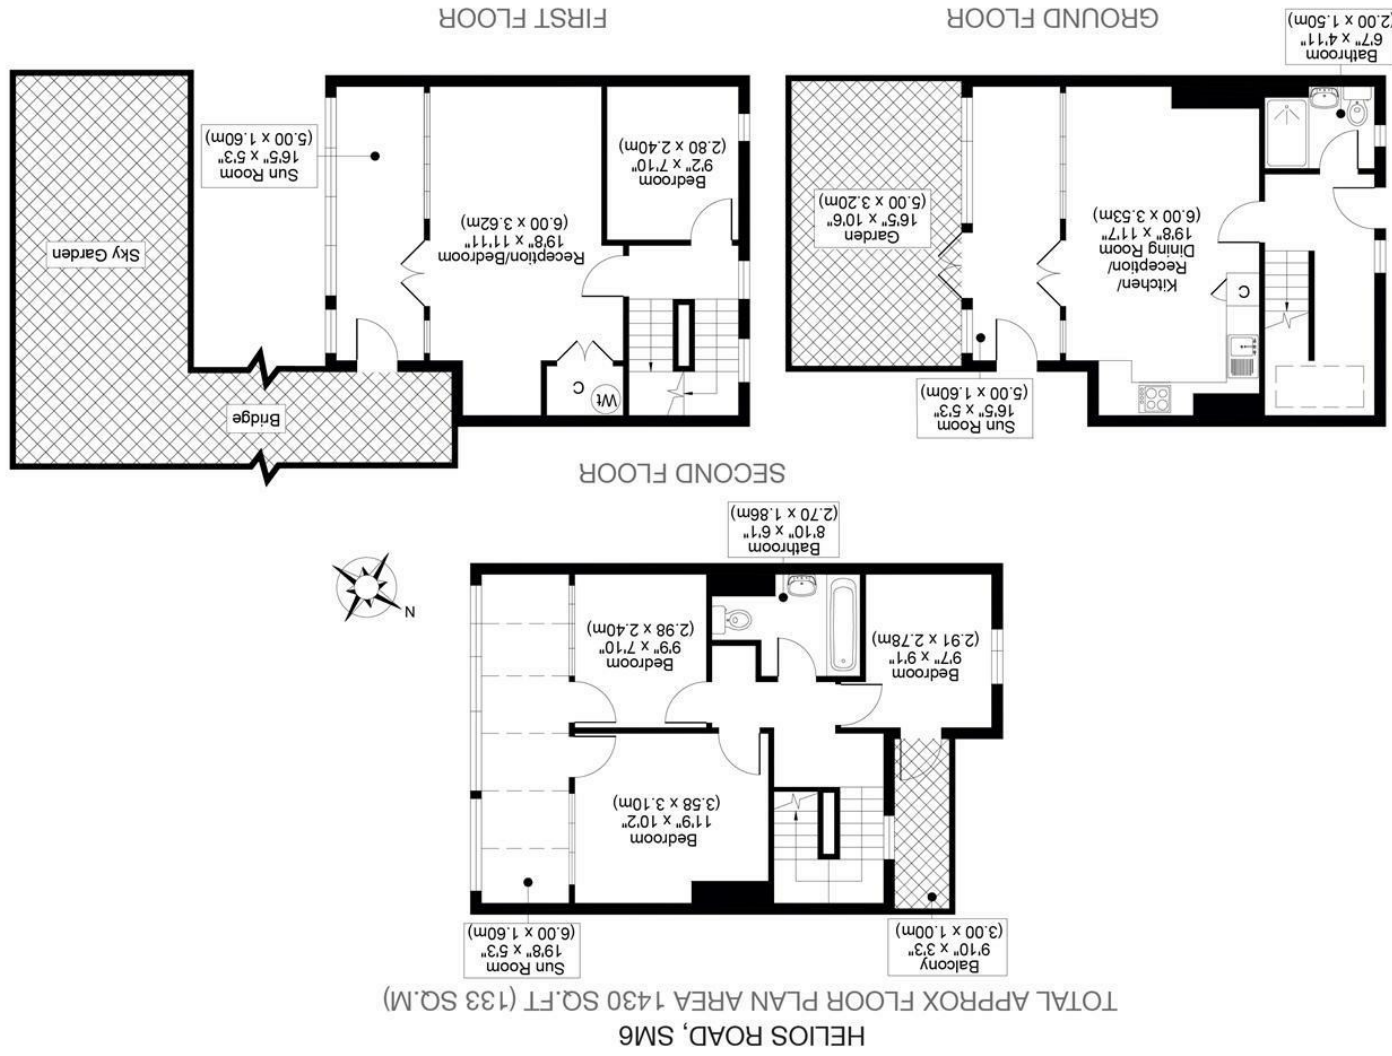 HELIOS ROAD, SM6
TOTAL APPROX FLOOR PLAN AREA 1430 SQ.FT (133 SQ.M)
Balcony
9'10" x 3'3"
(3.00 x 1.00m)
Sun Room
19'8" x 5'3"
(6.00 x 1.60m)
Bedroom
11'9" x 10'2"
(3.58 x 3.10m)
Bedroom
9'7" x 9'1"
(2.91 x 2.78m)
Bedroom
9'9" x 7'10"
(2.98 x 2.40m)
N
Bathroom
8'10" x 6'1"
(2.70 x 1.86m)
SECOND FLOOR
Sun Room
16'5" x 5'3"
(5.00 x 1.60m)
C
Kitchen/
Reception/
Dining Room
19'8" x 11'7"
(6.00 x 3.53m)
Garden
16'5" x 10'6"
(5.00 x 3.20m)
Bathroom
6'7" x 4'11"
(2.00 x 1.50m)
GROUND FLOOR
Bridge
Wt
C
Reception/Bedroom
19'8" x 11'11"
(6.00 x 3.62m)
Sky Garden
Bedroom
9'2" x 7'10"
(2.80 x 2.40m)
Sun Room
16'5" x 5'3"
(5.00 x 1.60m)
FIRST FLOOR